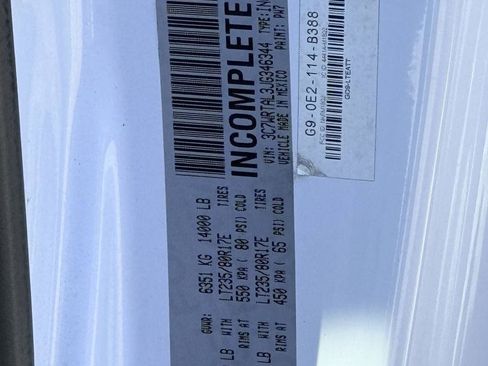 GVWR: 6351 KG 14000 LB
LB WITH LT235/80R17E TIRES
RIMS AT 550 KPA ( 80 PSI) COLD
LB WITH LT235/80R17E TIRES
RIMS AT 450 KPA ( 65 PSI) COLD
INCOMPLETE
VIN: 3C7WRTAL3JG346344 TYPE:
VEHICLE MADE IN MEXICO PAINT: PW7
G9-0E2-114-B388